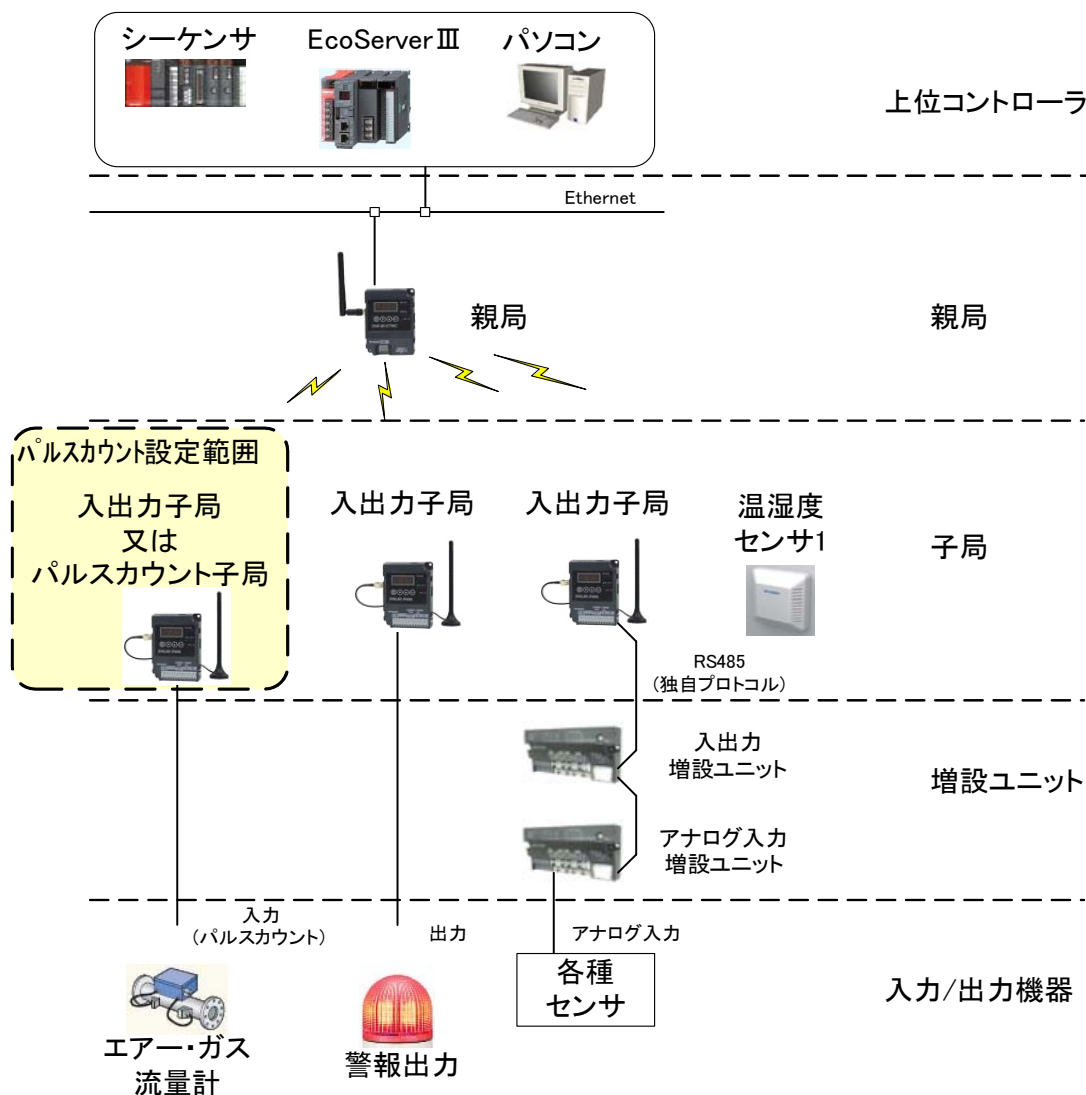 シーケンサ
EcoServerⅢ
パソコン
上位コントローラ
Ethernet
親局
親局
パルスカウント設定範囲
入出力子局
又は
パルスカウント子局
入出力子局
入出力子局
温湿度
センサ1
子局
RS485
(独自プロトコル)
入出力
増設ユニット
増設ユニット
アナログ入力
増設ユニット
入力
(パルスカウント)
出力
アナログ入力
各種
センサ
入力/出力機器
エアー・ガス
流量計
警報出力